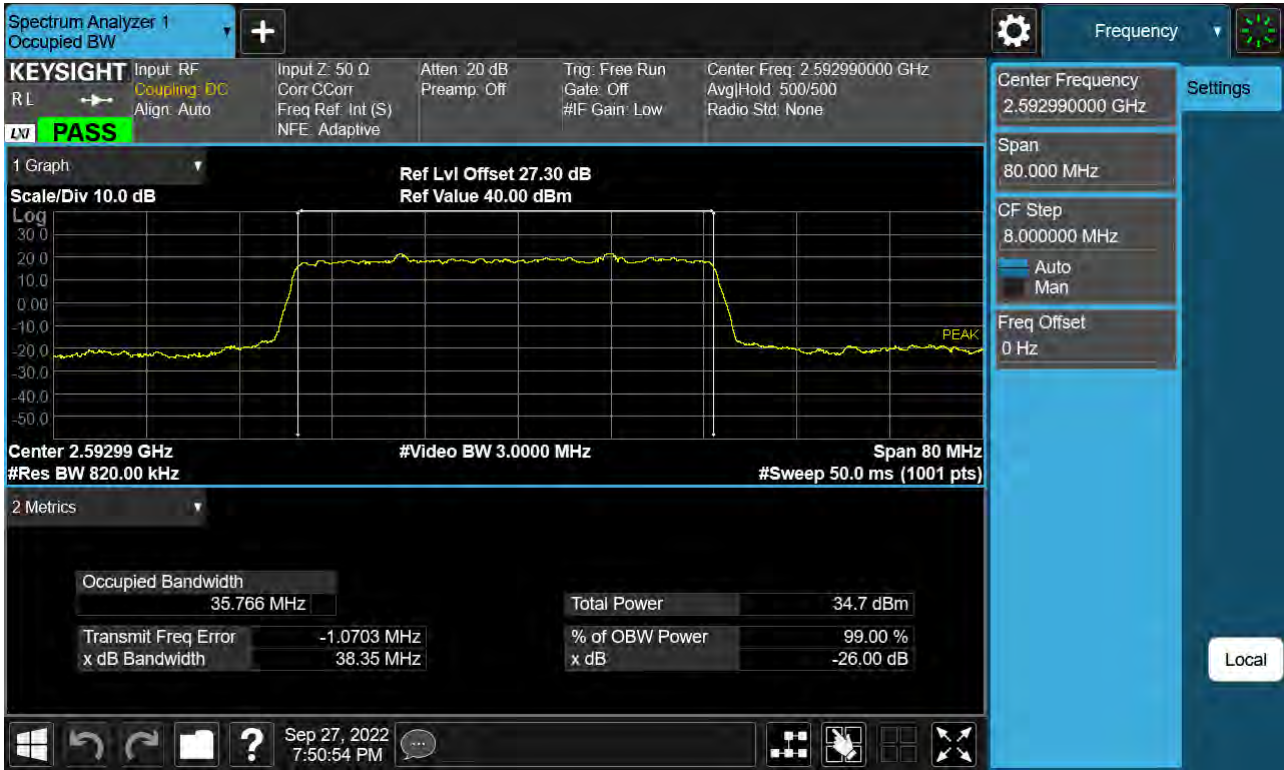 Spectrum Analyzer 1
Occupied BW
Frequency
KEYSIGHT
RL
LXI
PASS
Input: RF
Coupling: DC
Align: Auto
Input Z: 50 Ω
Corr CCorr
Freq Ref: Int (S)
NFE: Adaptive
Atten: 20 dB
Preamp: Off
Trig: Free Run
Gate: Off
#IF Gain: Low
Center Freq: 2.592990000 GHz
Avg|Hold: 500/500
Radio Std: None
Center Frequency
2.592990000 GHz
Settings
Span
80.000 MHz
CF Step
8.000000 MHz
Auto
Man
Freq Offset
0 Hz
Local
1 Graph
Scale/Div 10.0 dB
Ref Lvl Offset 27.30 dB
Ref Value 40.00 dBm
Log
30.0
20.0
10.0
0.00
-10.0
-20.0
-30.0
-40.0
-50.0
PEAK
Center 2.59299 GHz
#Video BW 3.0000 MHz
Span 80 MHz
#Res BW 820.00 kHz
#Sweep 50.0 ms (1001 pts)
2 Metrics
Occupied Bandwidth
35.766 MHz
Total Power 34.7 dBm
Transmit Freq Error -1.0703 MHz
% of OBW Power 99.00 %
x dB Bandwidth 38.35 MHz
x dB -26.00 dB
Sep 27, 2022
7:50:54 PM